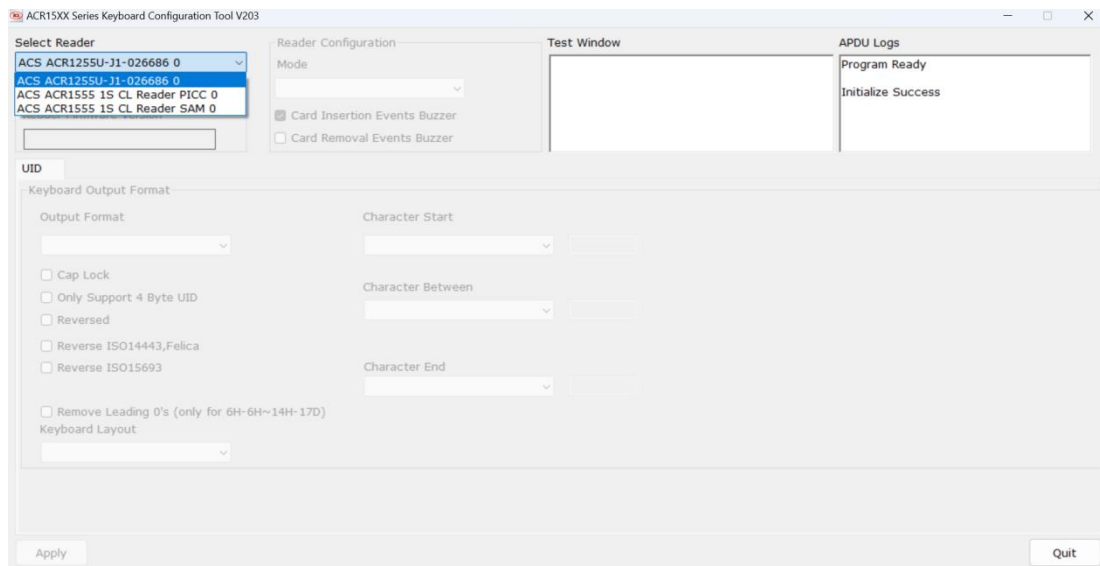 ACR15XX Series Keyboard Configuration Tool V203
Select Reader
ACS ACR1255U-J1-026686 0
ACS ACR1255U-J1-026686 0
ACS ACR1555 1S CL Reader PICC 0
ACS ACR1555 1S CL Reader SAM 0
Reader Configuration
Mode
Card Insertion Events Buzzer
Card Removal Events Buzzer
Test Window
APDU Logs
Program Ready
Initialize Success
UID
Keyboard Output Format
Output Format
Cap Lock
Only Support 4 Byte UID
Reversed
Reverse ISO14443,Felica
Reverse ISO15693
Remove Leading 0's (only for 6H-6H~14H-17D)
Keyboard Layout
Character Start
Character Between
Character End
Apply
Quit